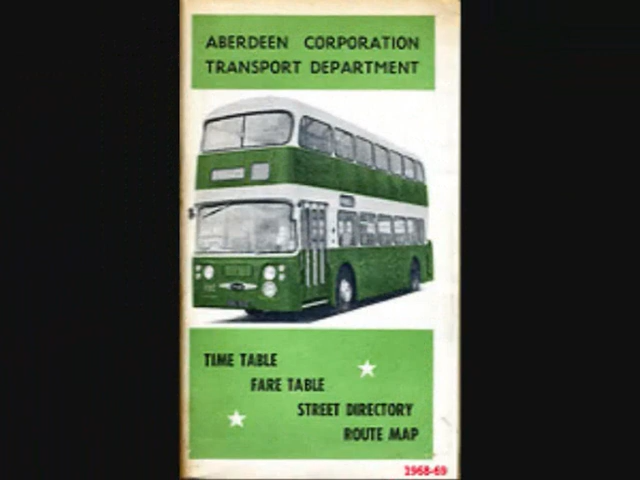 ABERDEEN CORPORATION
TRANSPORT DEPARTMENT
TIME TABLE
FARE TABLE
STREET DIRECTORY
ROUTE MAP
1968-69